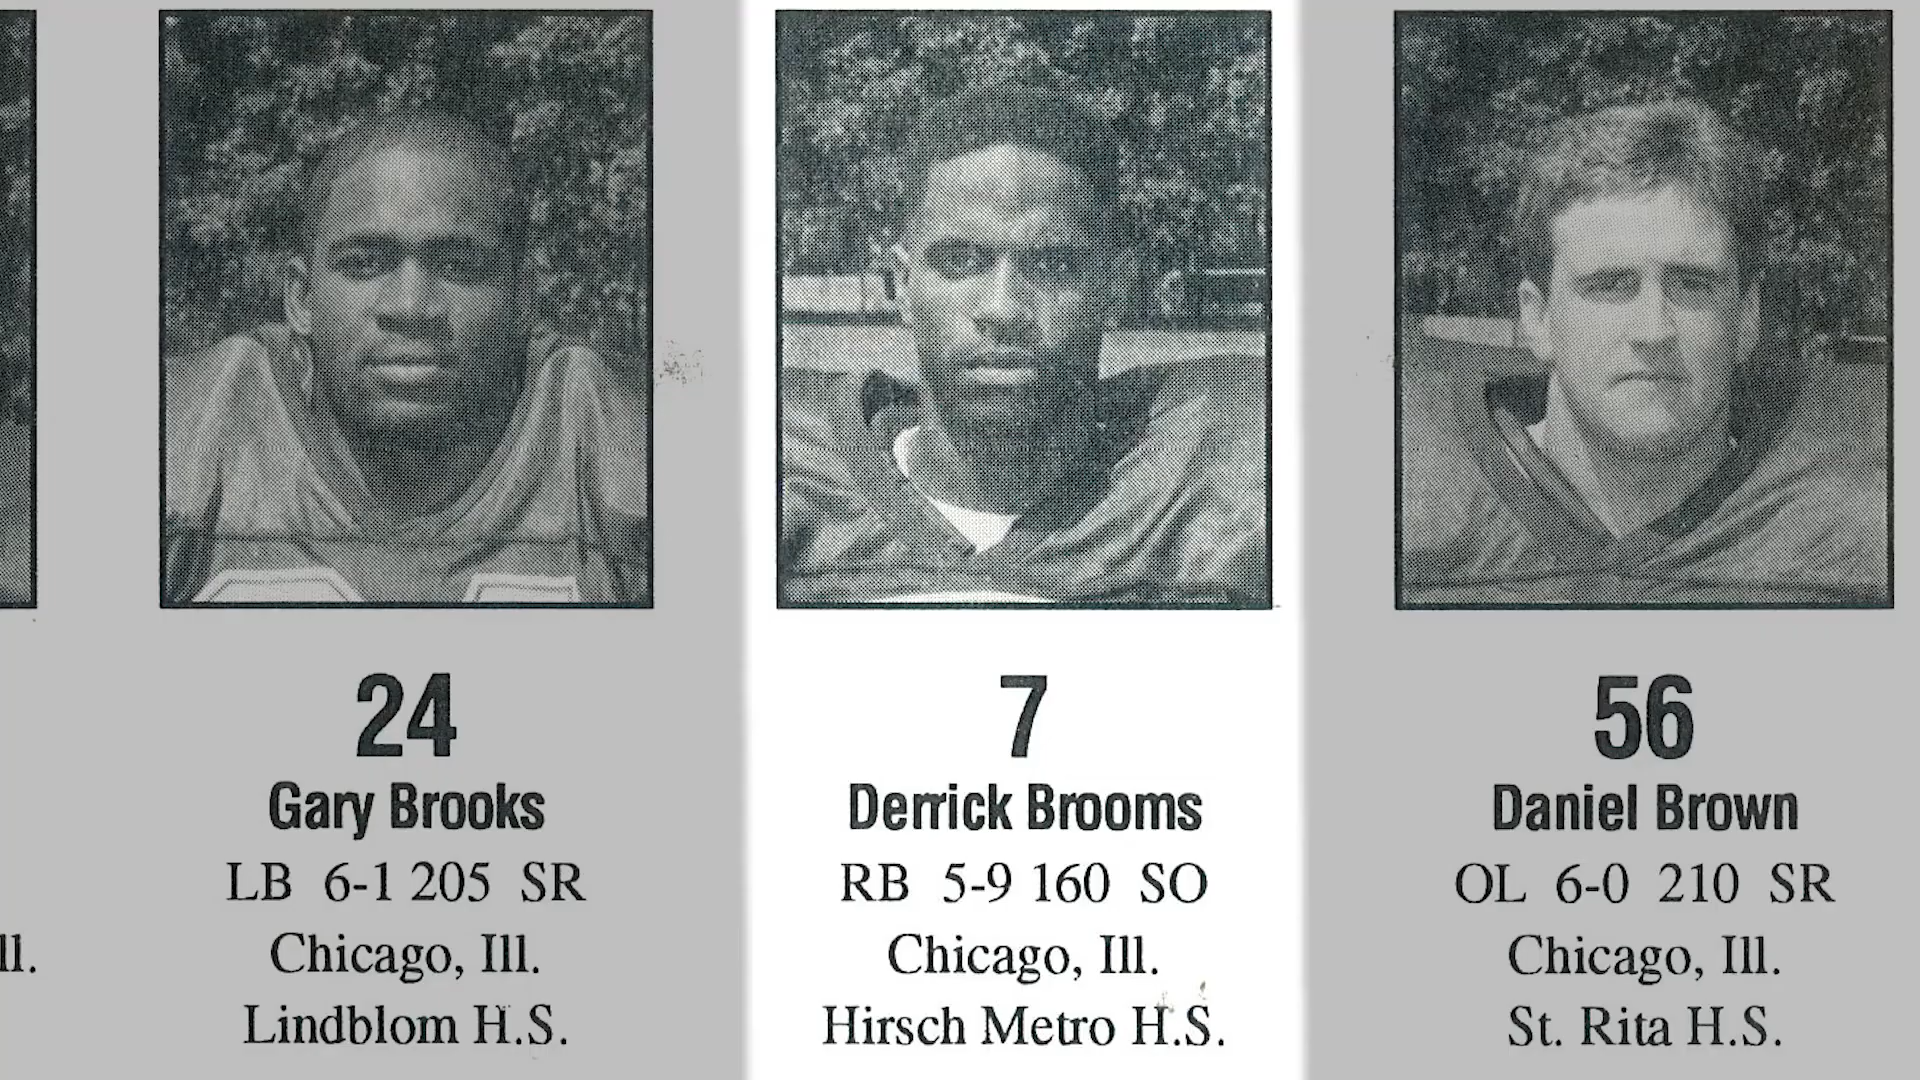 24
Gary Brooks
LB 6-1 205 SR
Chicago, Ill.
Lindblom H.S.
7
Derrick Brooms
RB 5-9 160 SO
Chicago, Ill.
Hirsch Metro H.S.
56
Daniel Brown
OL 6-0 210 SR
Chicago, Ill.
St. Rita H.S.
ll.